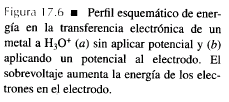 Figura 17.6 ■ Perfil esquemático de ener-
gía en la transferencia electrónica de un
metal a H₃O⁺ (a) sin aplicar potencial y (b)
aplicando un potencial al electrodo. El
sobrevoltaje aumenta la energía de los elec-
trones en el electrodo.